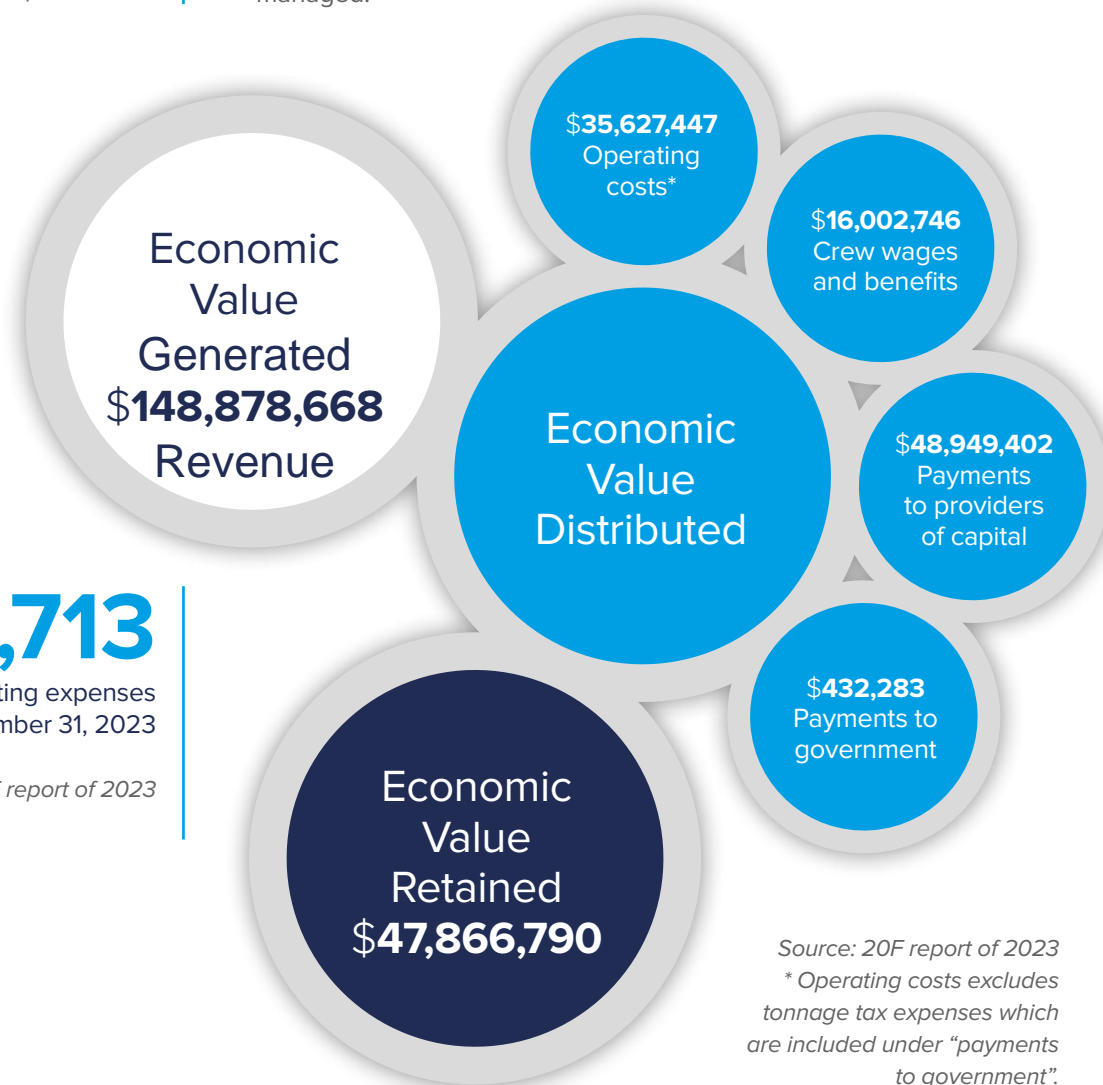 managed.
$35,627,447
Operating
costs*
$16,002,746
Crew wages
and benefits
Economic
Value
Generated
$148,878,668
Revenue
Economic
Value
Distributed
$48,949,402
Payments
to providers
of capital
,713
ting expenses
mber 31, 2023
report of 2023
$432,283
Payments to
government
Economic
Value
Retained
$47,866,790
Source: 20F report of 2023
* Operating costs excludes
tonnage tax expenses which
are included under “payments
to government”.